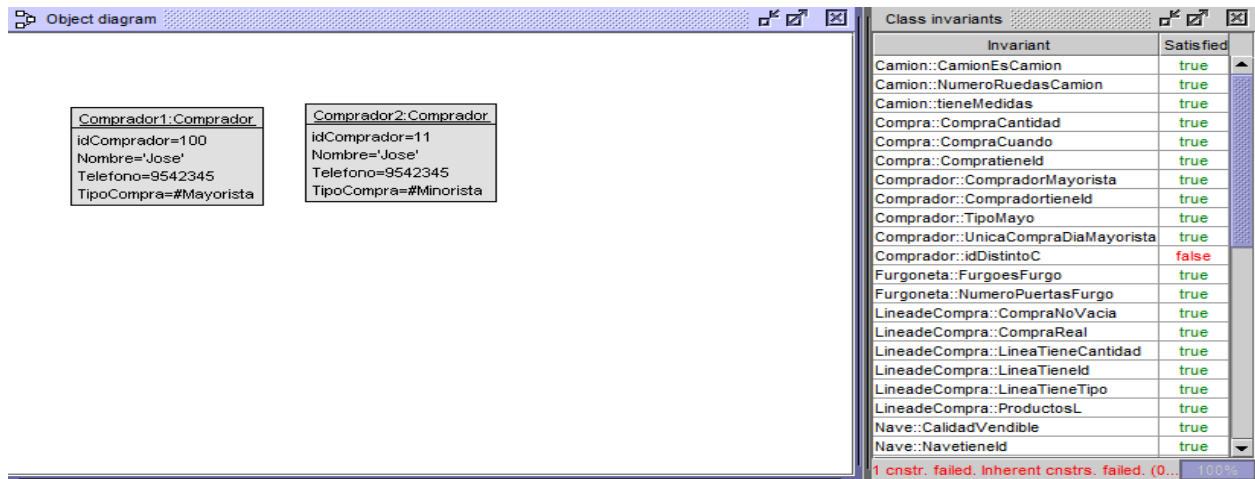 Object diagram
Comprador1:Comprador
idComprador=100
Nombre='Jose'
Telefono=9542345
TipoCompra=#Mayorista
Comprador2:Comprador
idComprador=11
Nombre='Jose'
Telefono=9542345
TipoCompra=#Minorista
Class invariants
Invariant Satisfied
Camion::CamionEsCamion true
Camion::NumeroRuedasCamion true
Camion::tieneMedidas true
Compra::CompraCantidad true
Compra::CompraCuando true
Compra::CompratieneId true
Comprador::CompradorMayorista true
Comprador::CompradortieneId true
Comprador::TipoMayo true
Comprador::UnicaCompraDiaMayorista true
Comprador::idDistintoC false
Furgoneta::FurgoesFurgo true
Furgoneta::NumeroPuertasFurgo true
LineadeCompra::CompraNoVacia true
LineadeCompra::CompraReal true
LineadeCompra::LineaTieneCantidad true
LineadeCompra::LineaTieneId true
LineadeCompra::LineaTieneTipo true
LineadeCompra::ProductosL true
Nave::CalidadVendible true
Nave::NavetieneId true
1 cnstr. failed. Inherent cnstrs. failed. (0... 100%